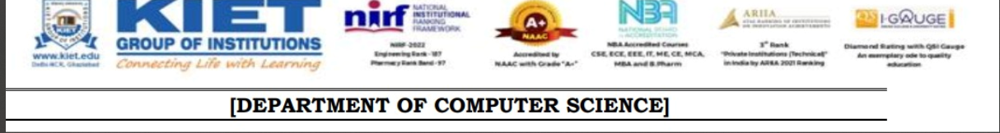 KIET
GROUP OF INSTITUTIONS
Connecting Life with Learning
www.kiet.edu
Delhi-NCR, Ghaziabad
nirf
NATIONAL
INSTITUTIONAL
RANKING
FRAMEWORK
NIRF-2022
Engineering Rank - 187
Pharmacy Rank Band - 97
A+
NAAC
Accredited by
NAAC with Grade "A+"
NBA
NATIONAL BOARD
of ACCREDITATION
NBA Accredited Courses
CSE, ECE, EEE, IT, ME, CE, MCA,
MBA and B.Pharm
ARIIA
ATAL RANKING OF INSTITUTIONS
ON INNOVATION ACHIEVEMENTS
3rd Rank
"Private Institutions (Technical)"
in India by ARIIA 2021 Ranking
QS I·GAUGE
Diamond Rating with QSI Gauge
An exemplary ode to quality
education
[DEPARTMENT OF COMPUTER SCIENCE]